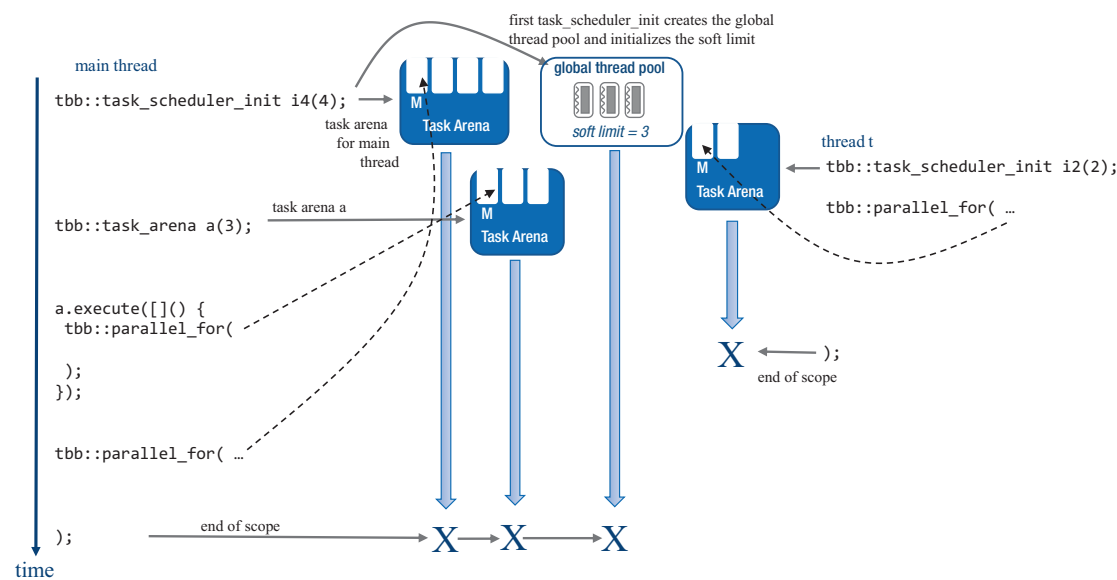 first task_scheduler_init creates the global
thread pool and initializes the soft limit
main thread
tbb::task_scheduler_init i4(4);
M
Task Arena
task arena
for main
thread
global thread pool
soft limit = 3
thread t
M
Task Arena
tbb::task_scheduler_init i2(2);
tbb::parallel_for( …
task arena a
tbb::task_arena a(3);
M
Task Arena
a.execute([]() {
tbb::parallel_for(
);
});
X
);
end of scope
tbb::parallel_for( …
);
end of scope
X
X
X
time